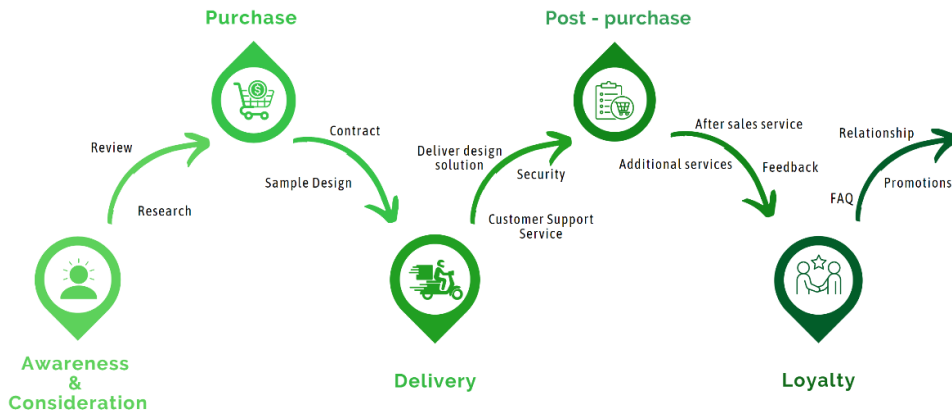 Purchase
Post - purchase
Review
Research
Contract
Sample Design
Deliver design
solution
Security
Customer Support
Service
After sales service
Additional services
Feedback
Relationship
Promotions
FAQ
Awareness
&
Consideration
Delivery
Loyalty
$